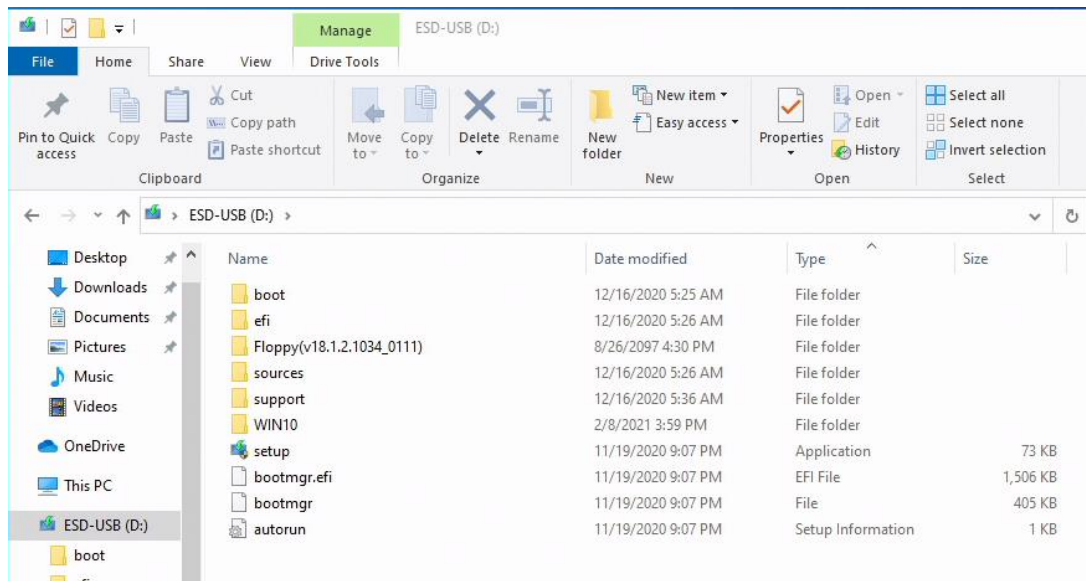 Manage ESD-USB (D:)
File Home Share View Drive Tools
Pin to Quick access
Copy
Paste
Cut
Copy path
Paste shortcut
Clipboard
Move to
Copy to
Delete
Rename
Organize
New folder
New item
Easy access
New
Properties
Open
Edit
History
Open
Select all
Select none
Invert selection
Select
ESD-USB (D:)
Desktop
Downloads
Documents
Pictures
Music
Videos
OneDrive
This PC
ESD-USB (D:)
boot
Name Date modified Type Size
boot 12/16/2020 5:25 AM File folder
efi 12/16/2020 5:26 AM File folder
Floppy(v18.1.2.1034_0111) 8/26/2097 4:30 PM File folder
sources 12/16/2020 5:26 AM File folder
support 12/16/2020 5:36 AM File folder
WIN10 2/8/2021 3:59 PM File folder
setup 11/19/2020 9:07 PM Application 73 KB
bootmgr.efi 11/19/2020 9:07 PM EFI File 1,506 KB
bootmgr 11/19/2020 9:07 PM File 405 KB
autorun 11/19/2020 9:07 PM Setup Information 1 KB